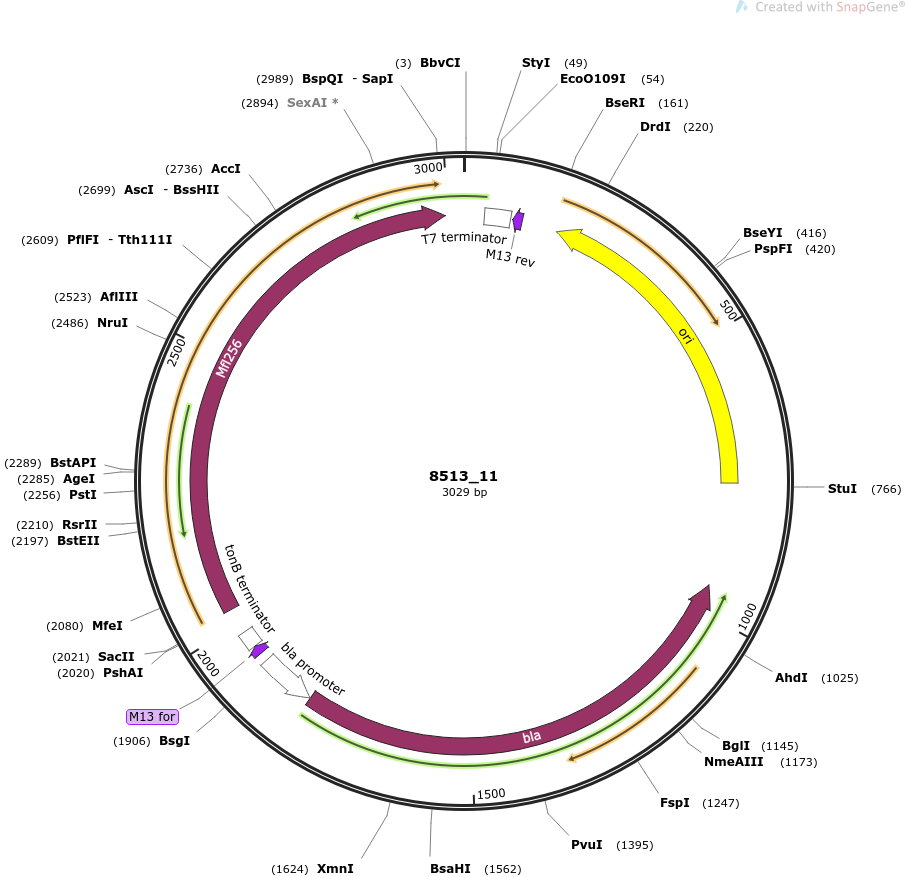 Created with SnapGene®
(3) BbvCI
StyI (49)
(2989) BspQI - SapI
EcoO109I (54)
(2894) SexAI *
BseRI (161)
DrdI (220)
3000
(2736) AccI
(2699) AscI - BssHII
T7 terminator
M13 rev
BseYI (416)
(2609) PflFI - Tth111I
PspFI (420)
(2523) AflIII
500
(2486) NruI
ori
2500
Mfl256
(2289) BstAPI
(2285) AgeI
(2256) PstI
8513_11
3029 bp
StuI (766)
(2210) RsrII
(2197) BstEII
tonB terminator
(2080) MfeI
1000
(2021) SacII
(2020) PshAI
2000
bla promoter
AhdI (1025)
M13 for
(1906) BsgI
bla
BglI (1145)
NmeAIII (1173)
1500
FspI (1247)
PvuI (1395)
(1624) XmnI
BsaHI (1562)